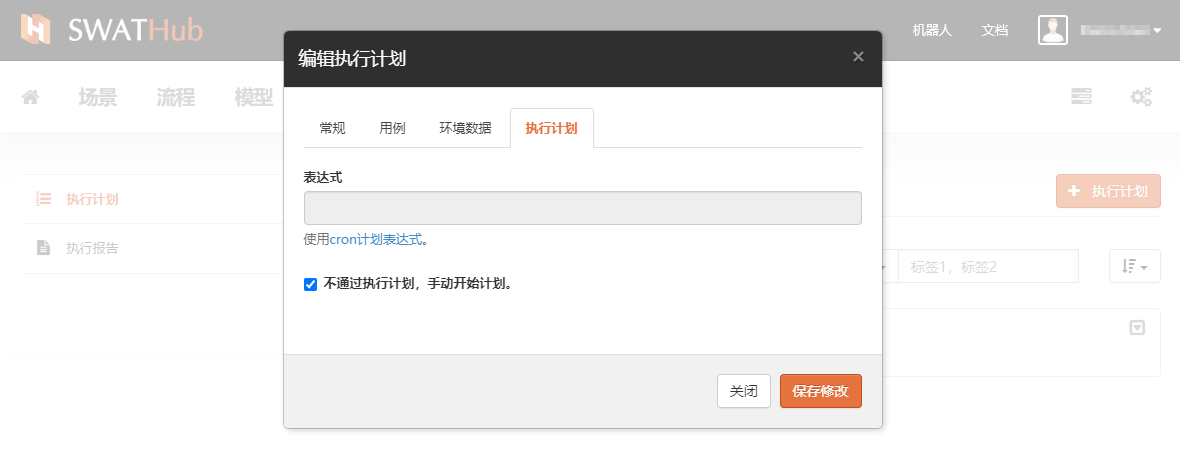 SWATHub
机器人
文档
场景
流程
模型
执行计划
执行报告
执行计划
标签1，标签2
编辑执行计划
×
常规
用例
环境数据
执行计划
表达式
使用cron计划表达式。
不通过执行计划，手动开始计划。
关闭
保存修改